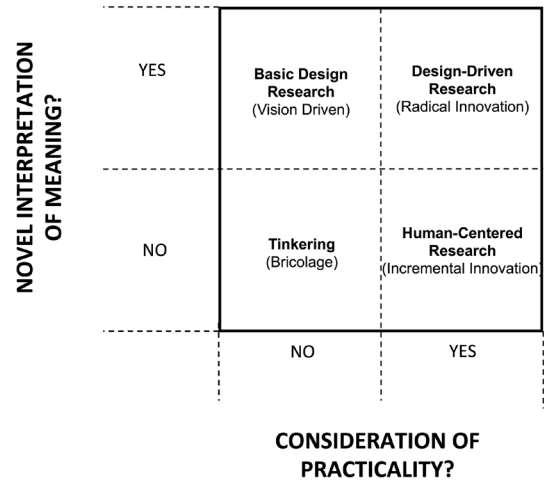 NOVEL INTERPRETATION
OF MEANING?
YES
Basic Design
Research
(Vision Driven)
Design-Driven
Research
(Radical Innovation)
NO
Tinkering
(Bricolage)
Human-Centered
Research
(Incremental Innovation)
NO
YES
CONSIDERATION OF
PRACTICALITY?